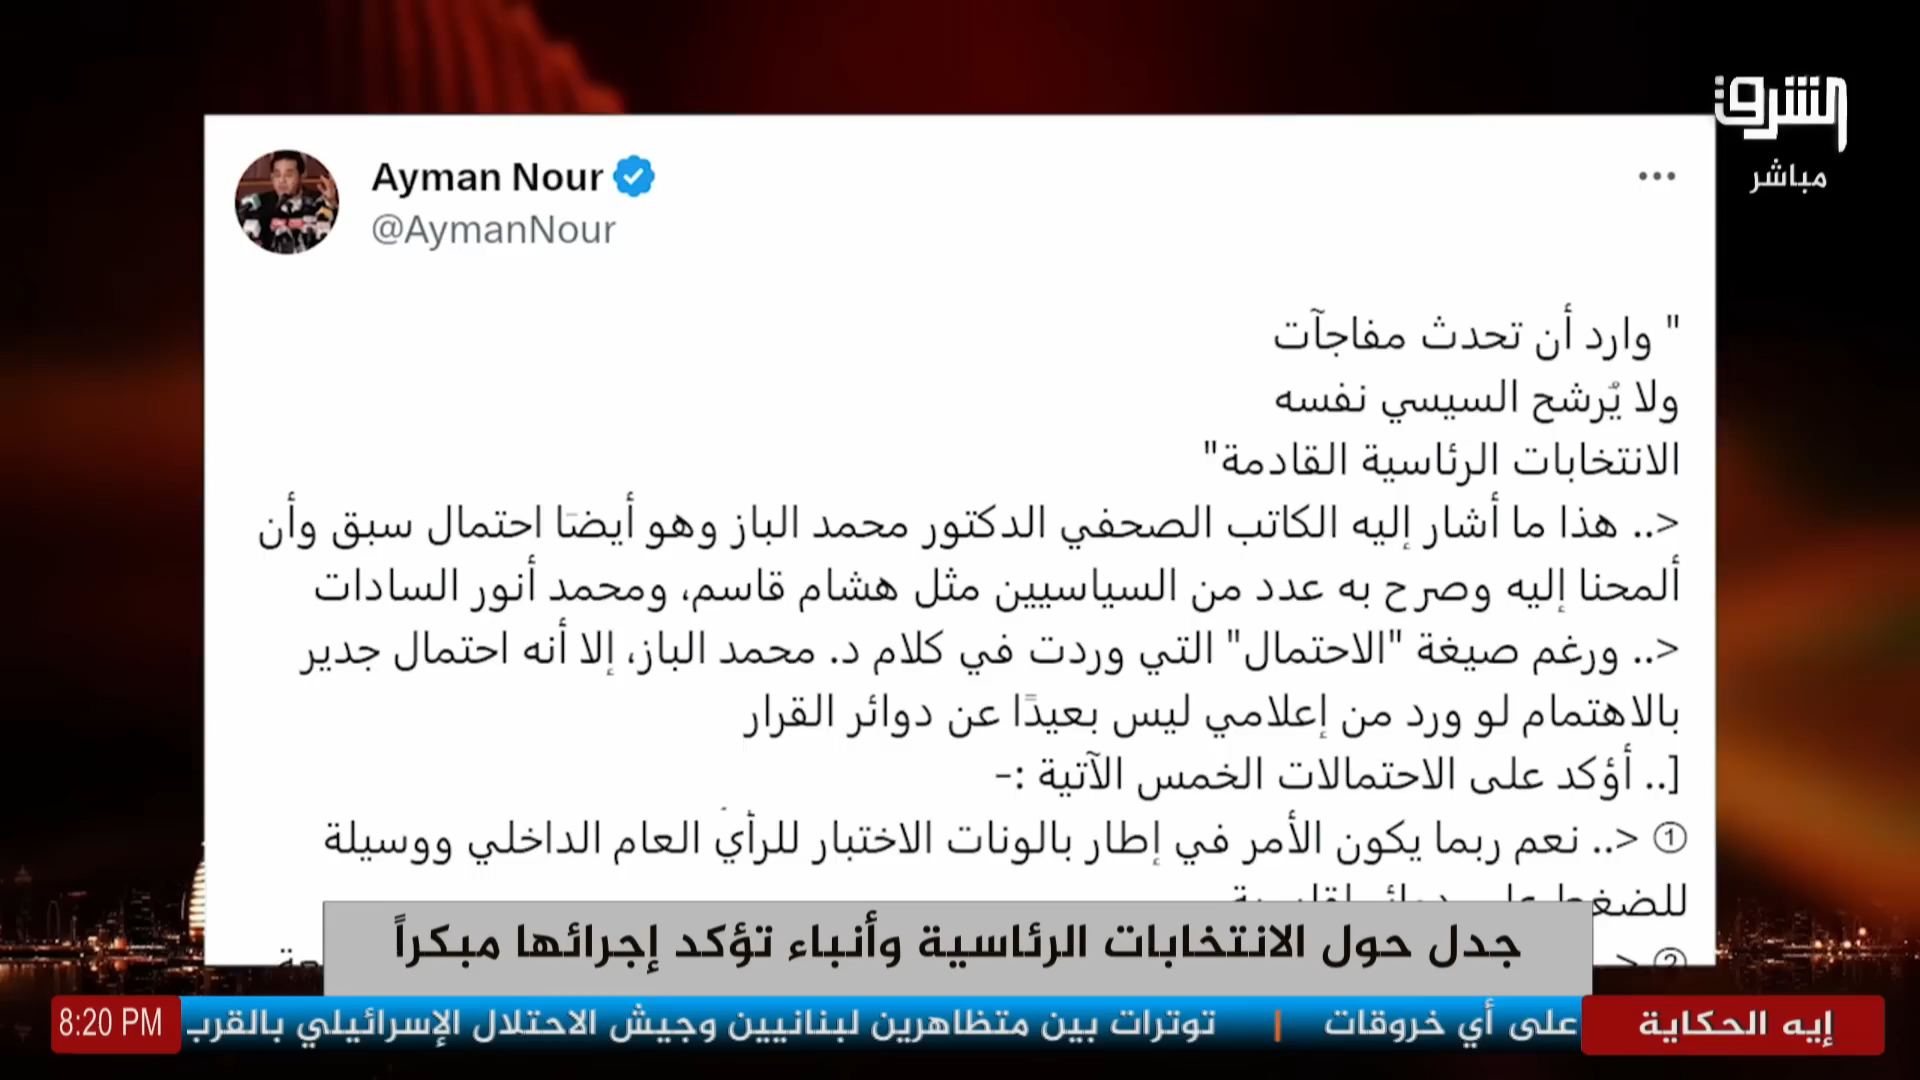 الشرق
مباشر
Ayman Nour
@AymanNour
" وارد أن تحدث مفاجآت
ولا يُرشح السيسي نفسه
الانتخابات الرئاسية القادمة"
>.. هذا ما أشار إليه الكاتب الصحفي الدكتور محمد الباز وهو أيضًا احتمال سبق وأن
ألمحنا إليه وصرح به عدد من السياسيين مثل هشام قاسم، ومحمد أنور السادات
>.. ورغم صيغة "الاحتمال" التي وردت في كلام د. محمد الباز، إلا أنه احتمال جدير
بالاهتمام لو ورد من إعلامي ليس بعيدًا عن دوائر القرار
[.. أؤكد على الاحتمالات الخمس الآتية :-
① >.. نعم ربما يكون الأمر في إطار بالونات الاختبار للرأيَ العام الداخلي ووسيلة
للضغط على دوائر
② >
جدل حول الانتخابات الرئاسية وأنباء تؤكد إجرائها مبكراً
إيه الحكاية
على أي خروقات | توترات بين متظاهرين لبنانيين وجيش الاحتلال الإسرائيلي بالقرب
8:20 PM